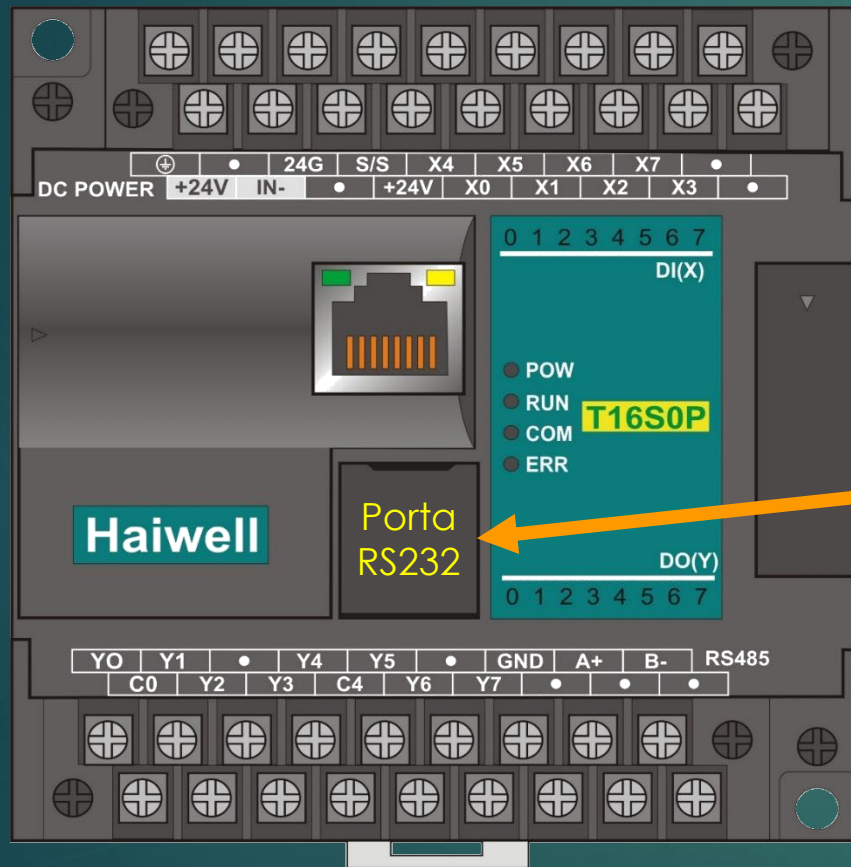 ⏚ • 24G S/S X4 X5 X6 X7 •
DC POWER +24V IN- • +24V X0 X1 X2 X3 •
0 1 2 3 4 5 6 7
DI(X)
POW
RUN
T16S0P
COM
ERR
Haiwell
Porta
RS232
DO(Y)
0 1 2 3 4 5 6 7
YO Y1 • Y4 Y5 • GND A+ B- RS485
C0 Y2 Y3 C4 Y6 Y7 • • •